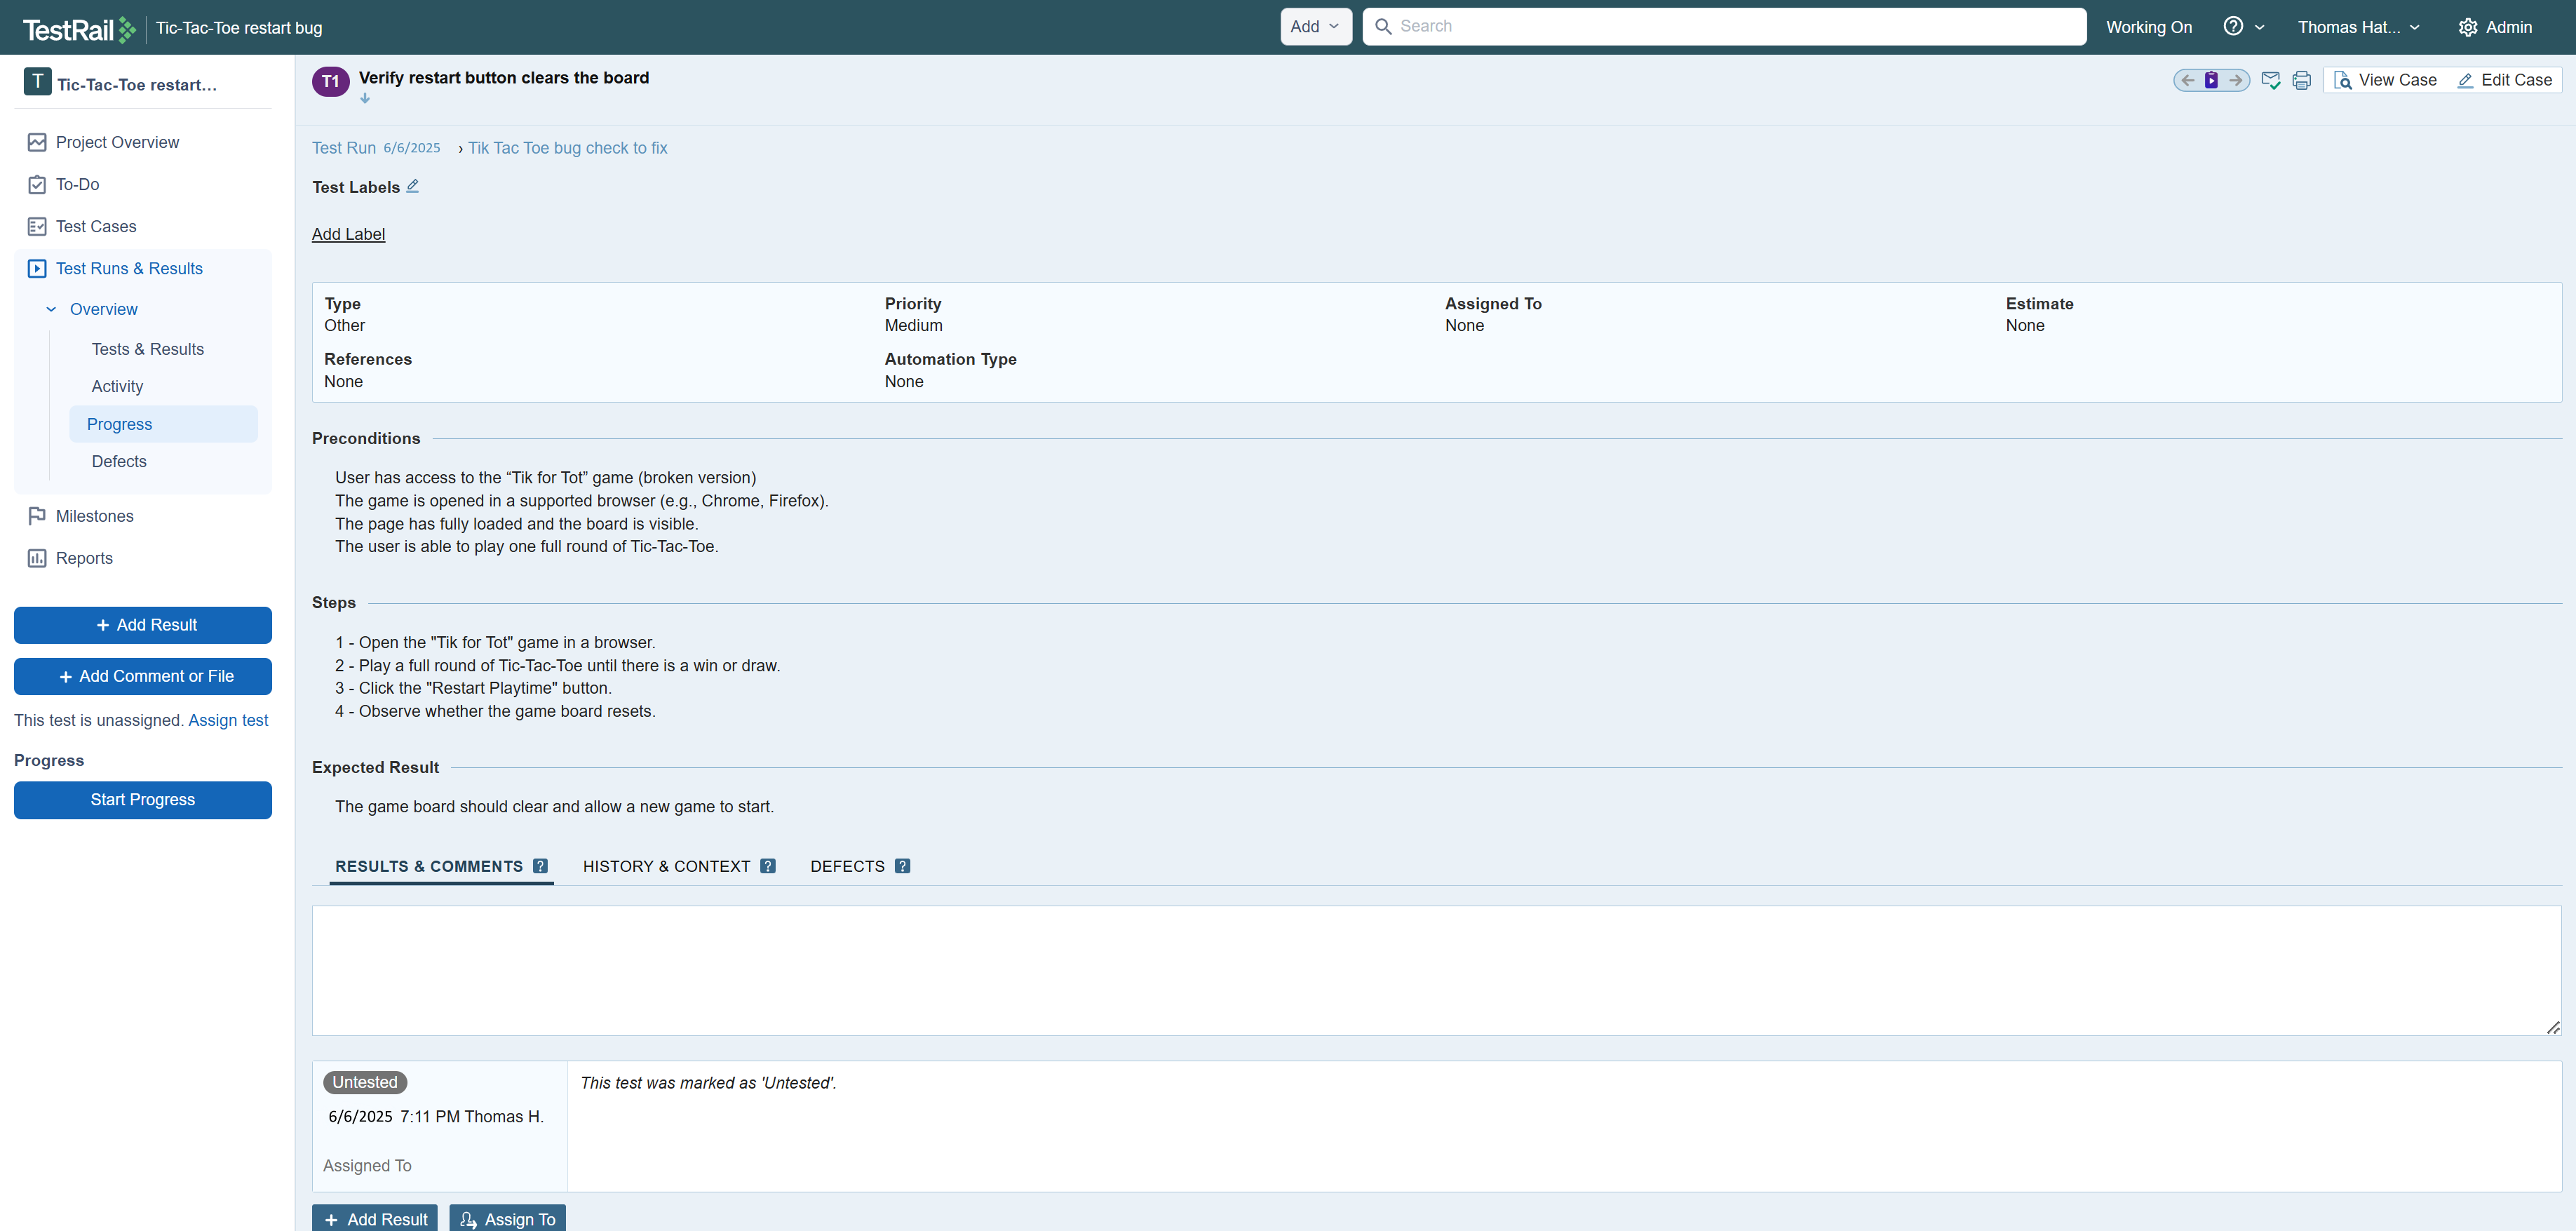 TestRail Tic-Tac-Toe restart bug Add Search Working On Thomas Hat... Admin
T Tic-Tac-Toe restart...
Project Overview
To-Do
Test Cases
Test Runs & Results
Overview
Tests & Results
Activity
Progress
Defects
Milestones
Reports
+ Add Result
+ Add Comment or File
This test is unassigned. Assign test
Progress
Start Progress
T1 Verify restart button clears the board
View Case Edit Case
Test Run 6/6/2025 › Tik Tac Toe bug check to fix
Test Labels
Add Label
Type Priority Assigned To Estimate
Other Medium None None
References Automation Type
None None
Preconditions
User has access to the “Tik for Tot” game (broken version)
The game is opened in a supported browser (e.g., Chrome, Firefox).
The page has fully loaded and the board is visible.
The user is able to play one full round of Tic-Tac-Toe.
Steps
1 - Open the "Tik for Tot" game in a browser.
2 - Play a full round of Tic-Tac-Toe until there is a win or draw.
3 - Click the "Restart Playtime" button.
4 - Observe whether the game board resets.
Expected Result
The game board should clear and allow a new game to start.
RESULTS & COMMENTS ? HISTORY & CONTEXT ? DEFECTS ?
Untested This test was marked as 'Untested'.
6/6/2025 7:11 PM Thomas H.
Assigned To
+ Add Result Assign To